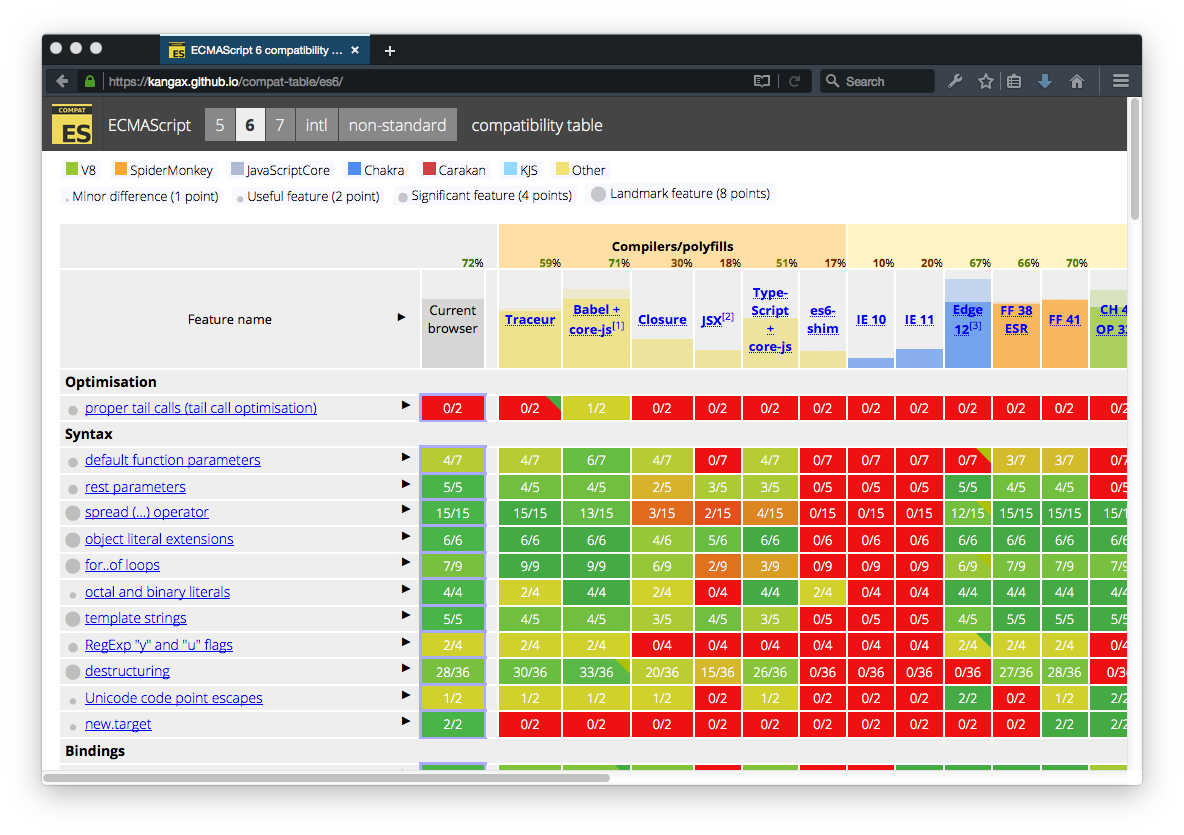 ECMAScript 6 compatibility ... × +
https://kangax.github.io/compat-table/es6/ Search
COMPAT
ES ECMAScript 5 6 7 intl non-standard compatibility table
V8 SpiderMonkey JavaScriptCore Chakra Carakan KJS Other
Minor difference (1 point) Useful feature (2 point) Significant feature (4 points) Landmark feature (8 points)
Compilers/polyfills
72% 59% 71% 30% 18% 51% 17% 10% 20% 67% 66% 70%
Feature name ► Current browser Traceur Babel + core-js[1] Closure JSX[2] Type-Script + core-js es6-shim IE 10 IE 11 Edge 12[3] FF 38 ESR FF 41 CH 4 OP 3
Optimisation
proper tail calls (tail call optimisation) ► 0/2 0/2 1/2 0/2 0/2 0/2 0/2 0/2 0/2 0/2 0/2 0/2 0/2
Syntax
default function parameters ► 4/7 4/7 6/7 4/7 0/7 4/7 0/7 0/7 0/7 0/7 3/7 3/7 0/7
rest parameters ► 5/5 4/5 4/5 2/5 3/5 3/5 0/5 0/5 0/5 5/5 4/5 4/5 0/5
spread (...) operator ► 15/15 15/15 13/15 3/15 2/15 4/15 0/15 0/15 0/15 12/15 15/15 15/15 15/1
object literal extensions ► 6/6 6/6 6/6 4/6 5/6 6/6 0/6 0/6 0/6 6/6 6/6 6/6 6/6
for..of loops ► 7/9 9/9 9/9 6/9 2/9 3/9 0/9 0/9 0/9 6/9 7/9 7/9 7/9
octal and binary literals ► 4/4 2/4 4/4 2/4 0/4 4/4 2/4 0/4 0/4 4/4 4/4 4/4 4/4
template strings ► 5/5 4/5 4/5 3/5 4/5 3/5 0/5 0/5 0/5 4/5 5/5 5/5 5/5
RegExp "y" and "u" flags ► 2/4 2/4 2/4 0/4 0/4 0/4 0/4 0/4 0/4 2/4 2/4 2/4 0/4
destructuring ► 28/36 30/36 33/36 20/36 15/36 26/36 0/36 0/36 0/36 0/36 27/36 28/36 0/3
Unicode code point escapes ► 1/2 1/2 1/2 1/2 0/2 1/2 0/2 0/2 0/2 2/2 0/2 1/2 2/2
new.target ► 2/2 0/2 0/2 0/2 0/2 0/2 0/2 0/2 0/2 0/2 0/2 2/2 2/2
Bindings